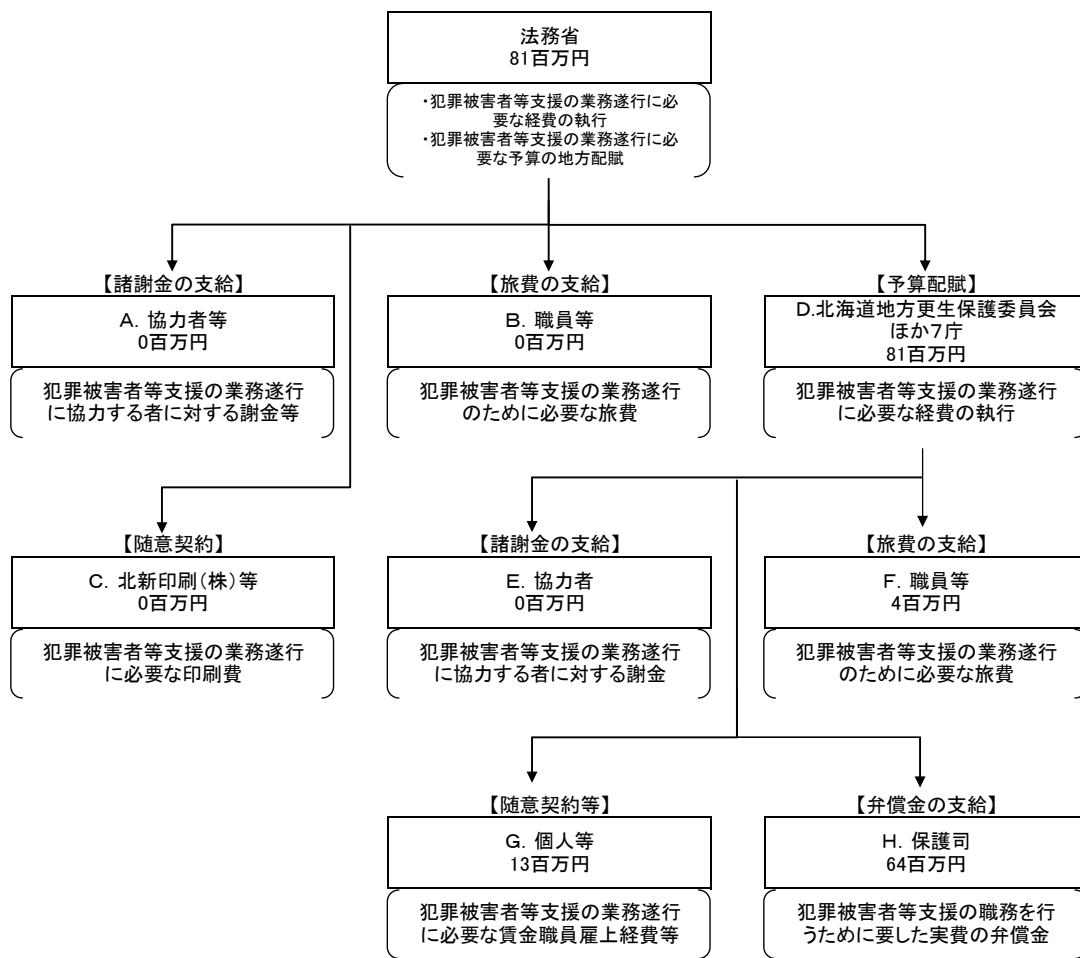 法務省
81百万円
・犯罪被害者等支援の業務遂行に必
要な経費の執行
・犯罪被害者等支援の業務遂行に必
要な予算の地方配賦
【諸謝金の支給】
A．協力者等
0百万円
犯罪被害者等支援の業務遂行
に協力する者に対する謝金等
【旅費の支給】
B．職員等
0百万円
犯罪被害者等支援の業務遂行
のために必要な旅費
【予算配賦】
D.北海道地方更生保護委員会
ほか7庁
81百万円
犯罪被害者等支援の業務遂行
に必要な経費の執行
【随意契約】
C．北新印刷（株）等
0百万円
犯罪被害者等支援の業務遂行
に必要な印刷費
【諸謝金の支給】
E．協力者
0百万円
犯罪被害者等支援の業務遂行
に協力する者に対する謝金
【旅費の支給】
F．職員等
4百万円
犯罪被害者等支援の業務遂行
のために必要な旅費
【随意契約等】
G．個人等
13百万円
犯罪被害者等支援の業務遂行
に必要な賃金職員雇上経費等
【弁償金の支給】
H．保護司
64百万円
犯罪被害者等支援の職務を行
うために要した実費の弁償金